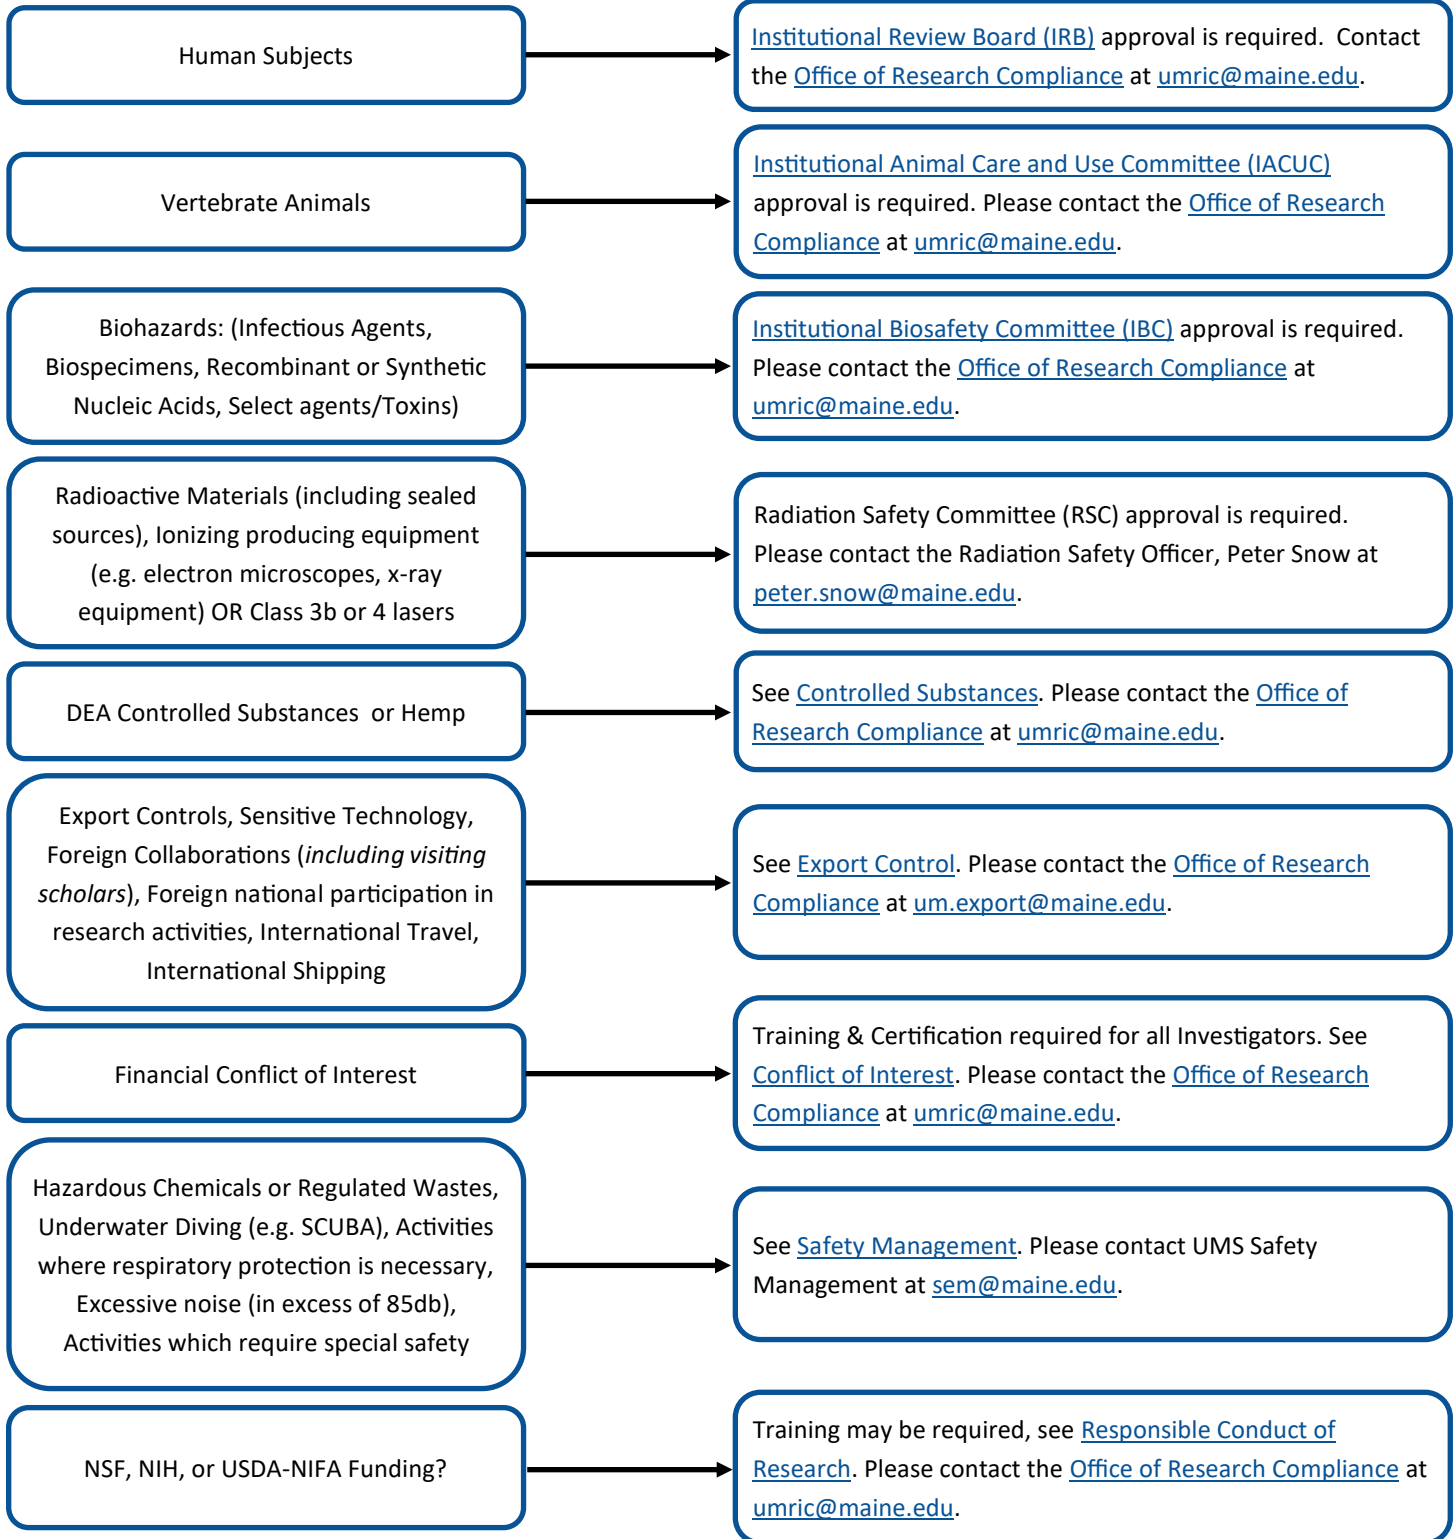 Human Subjects
Institutional Review Board (IRB) approval is required.  Contact
the Office of Research Compliance at umric@maine.edu.
Vertebrate Animals
Institutional Animal Care and Use Committee (IACUC)
approval is required. Please contact the Office of Research
Compliance at umric@maine.edu.
Biohazards: (Infectious Agents,
Biospecimens, Recombinant or Synthetic
Nucleic Acids, Select agents/Toxins)
Institutional Biosafety Committee (IBC) approval is required.
Please contact the Office of Research Compliance at
umric@maine.edu.
Radioactive Materials (including sealed
sources), Ionizing producing equipment
(e.g. electron microscopes, x-ray
equipment) OR Class 3b or 4 lasers
Radiation Safety Committee (RSC) approval is required.
Please contact the Radiation Safety Officer, Peter Snow at
peter.snow@maine.edu.
DEA Controlled Substances  or Hemp
See Controlled Substances. Please contact the Office of
Research Compliance at umric@maine.edu.
Export Controls, Sensitive Technology,
Foreign Collaborations (including visiting
scholars), Foreign national participation in
research activities, International Travel,
International Shipping
See Export Control. Please contact the Office of Research
Compliance at um.export@maine.edu.
Financial Conflict of Interest
Training & Certification required for all Investigators. See
Conflict of Interest. Please contact the Office of Research
Compliance at umric@maine.edu.
Hazardous Chemicals or Regulated Wastes,
Underwater Diving (e.g. SCUBA), Activities
where respiratory protection is necessary,
Excessive noise (in excess of 85db),
Activities which require special safety
See Safety Management. Please contact UMS Safety
Management at sem@maine.edu.
NSF, NIH, or USDA-NIFA Funding?
Training may be required, see Responsible Conduct of
Research. Please contact the Office of Research Compliance at
umric@maine.edu.